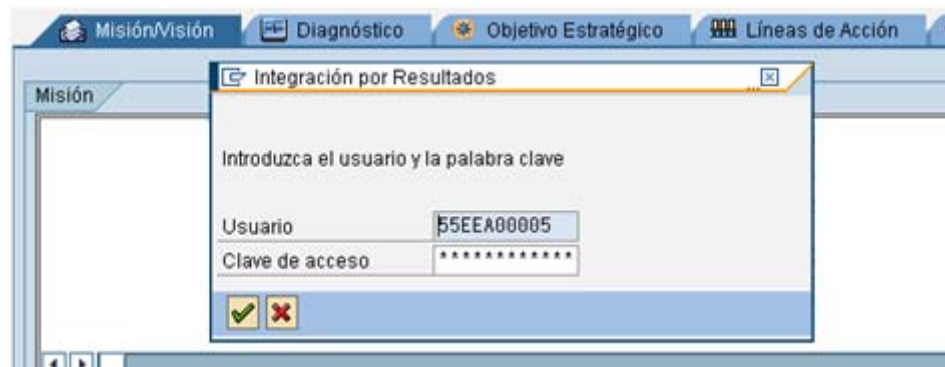 Misión/Visión Diagnóstico Objetivo Estratégico Líneas de Acción
Integración por Resultados
Misión
Introduzca el usuario y la palabra clave
Usuario 55EEA00005
Clave de acceso ************